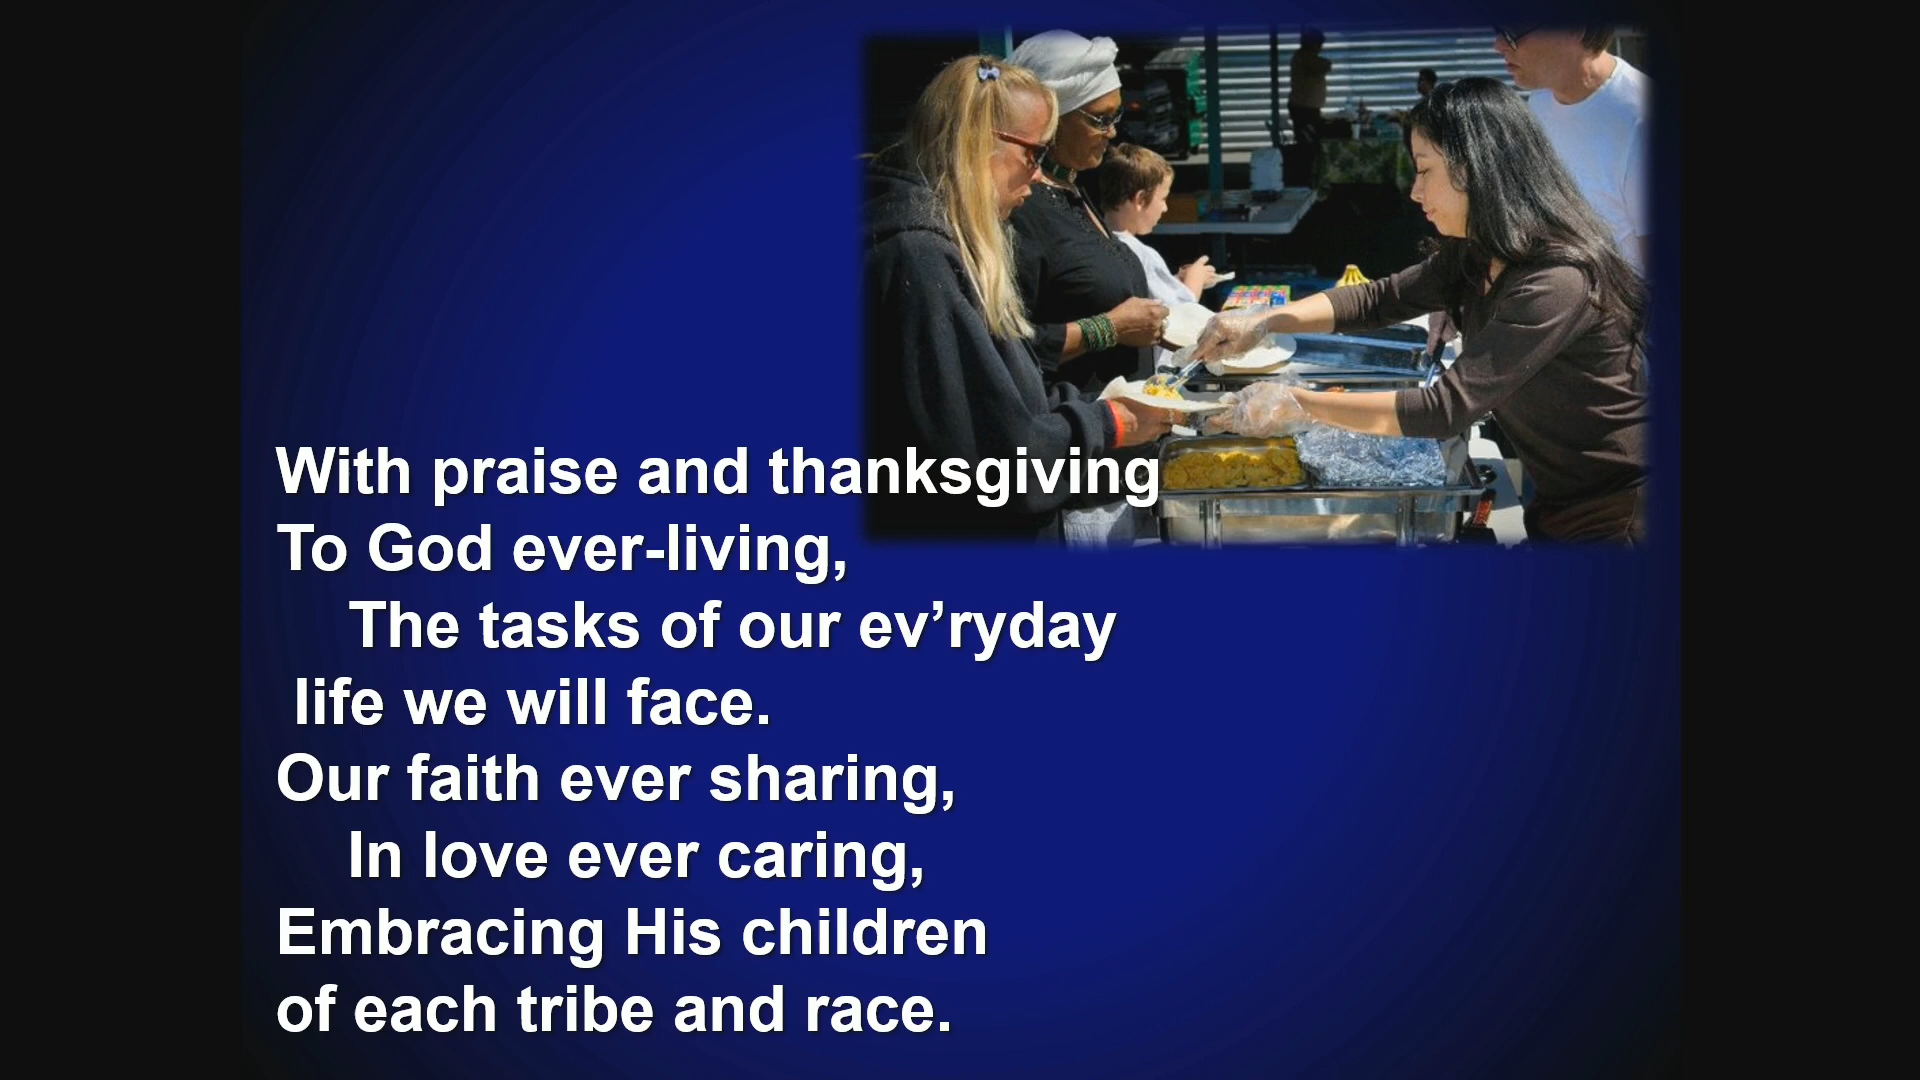 With praise and thanksgiving
To God ever-living,
The tasks of our ev’ryday
life we will face.
Our faith ever sharing,
In love ever caring,
Embracing His children
of each tribe and race.